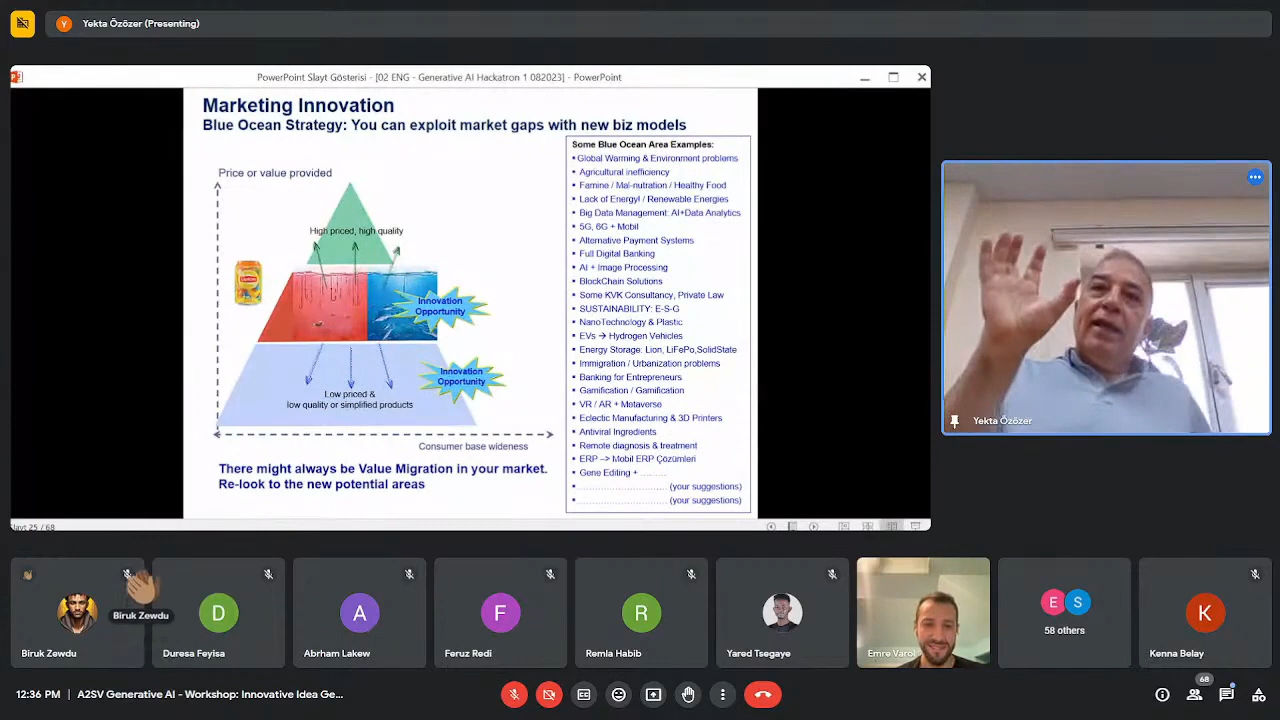 Y
Yekta Özözer (Presenting)
PowerPoint Slayt Gösterisi - [02 ENG - Generative AI Hackatron 1 082023] - PowerPoint
Marketing Innovation
Blue Ocean Strategy: You can exploit market gaps with new biz models
Price or value provided
High priced, high quality
Innovation
Opportunity
Innovation
Opportunity
Low priced &
low quality or simplified products
Consumer base wideness
There might always be Value Migration in your market.
Re-look to the new potential areas
Some Blue Ocean Area Examples:
▪ Global Warming & Environment problems
▪ Agricultural inefficiency
▪ Famine / Mal-nutration / Healthy Food
▪ Lack of Energyl / Renewable Energies
▪ Big Data Management: AI+Data Analytics
▪ 5G, 6G + Mobil
▪ Alternative Payment Systems
▪ Full Digital Banking
▪ AI + Image Processing
▪ BlockChain Solutions
▪ Some KVK Consultancy, Private Law
▪ SUSTAINABILITY: E-S-G
▪ NanoTechnology & Plastic
▪ EVs → Hydrogen Vehicles
▪ Energy Storage: Lion, LiFePo,SolidState
▪ Immigration / Urbanization problems
▪ Banking for Entrepreneurs
▪ Gamification / Gamification
▪ VR / AR + Metaverse
▪ Eclectic Manufacturing & 3D Printers
▪ Antiviral Ingredients
▪ Remote diagnosis & treatment
▪ ERP –> Mobil ERP Çözümleri
▪ Gene Editing + ..........
▪ .............................. (your suggestions)
▪ .............................. (your suggestions)
Slayt 25 / 68
Yekta Özözer
Biruk Zewdu
Biruk Zewdu
D
Duresa Feyisa
A
Abrham Lakew
F
Feruz Redi
R
Remla Habib
Yared Tsegaye
Emre Varol
E S
58 others
K
Kenna Belay
12:36 PM | A2SV Generative AI - Workshop: Innovative Idea Ge...
68